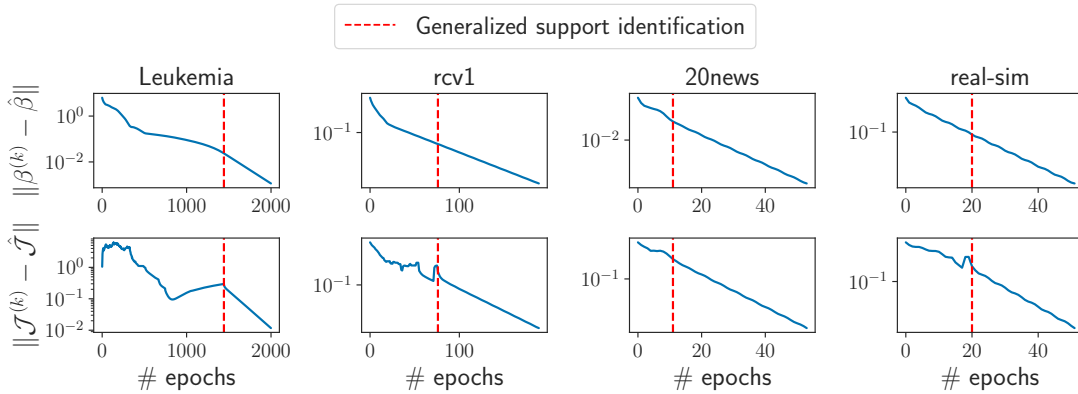 Generalized support identification
Leukemia
rcv1
20news
real-sim
‖β^(k) − β̂‖
10^0
10^−2
10^−1
10^−2
10^−1
0 1000 2000
0 100
0 20 40
0 20 40
‖𝒥^(k) − 𝒥̂‖
10^0
10^−1
10^−2
10^−1
10^−1
10^−1
0 1000 2000
0 100
0 20 40
0 20 40
# epochs
# epochs
# epochs
# epochs